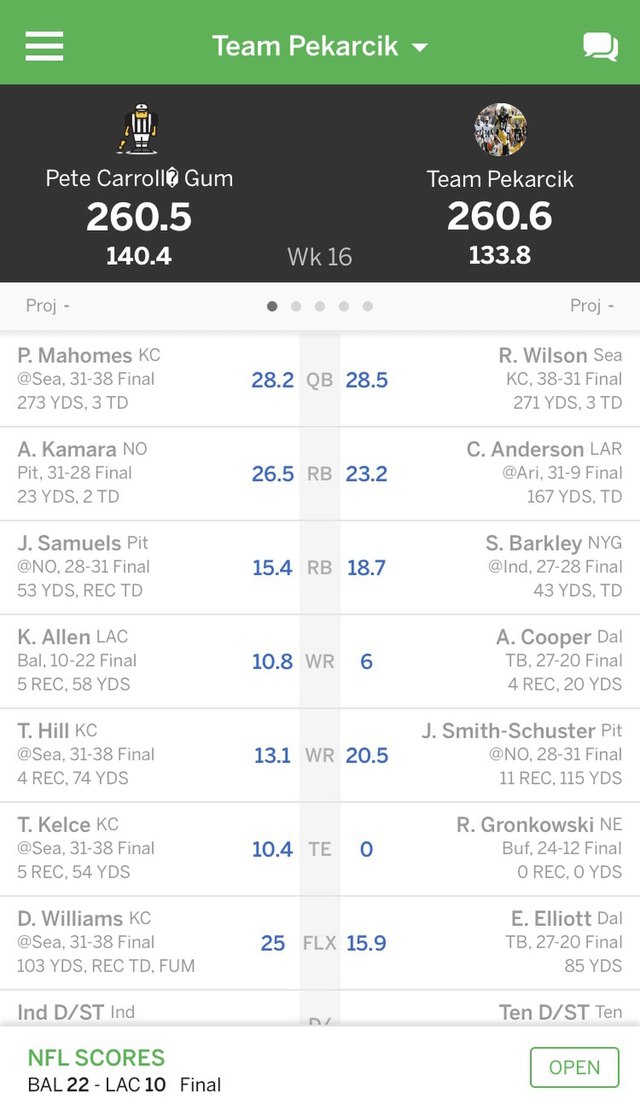 Team Pekarcik
Pete Carroll� Gum
Team Pekarcik
260.5
260.6
140.4
Wk 16
133.8
Proj -
Proj -
P. Mahomes KC
@Sea, 31-38 Final
273 YDS, 3 TD
28.2 QB 28.5
R. Wilson Sea
KC, 38-31 Final
271 YDS, 3 TD
A. Kamara NO
Pit, 31-28 Final
23 YDS, 2 TD
26.5 RB 23.2
C. Anderson LAR
@Ari, 31-9 Final
167 YDS, TD
J. Samuels Pit
@NO, 28-31 Final
53 YDS, REC TD
15.4 RB 18.7
S. Barkley NYG
@Ind, 27-28 Final
43 YDS, TD
K. Allen LAC
Bal, 10-22 Final
5 REC, 58 YDS
10.8 WR 6
A. Cooper Dal
TB, 27-20 Final
4 REC, 20 YDS
T. Hill KC
@Sea, 31-38 Final
4 REC, 74 YDS
13.1 WR 20.5
J. Smith-Schuster Pit
@NO, 28-31 Final
11 REC, 115 YDS
T. Kelce KC
@Sea, 31-38 Final
5 REC, 54 YDS
10.4 TE 0
R. Gronkowski NE
Buf, 24-12 Final
0 REC, 0 YDS
D. Williams KC
@Sea, 31-38 Final
103 YDS, REC TD, FUM
25 FLX 15.9
E. Elliott Dal
TB, 27-20 Final
85 YDS
Ind D/ST Ind
D/
Ten D/ST Ten
NFL SCORES
BAL 22 - LAC 10 Final
OPEN